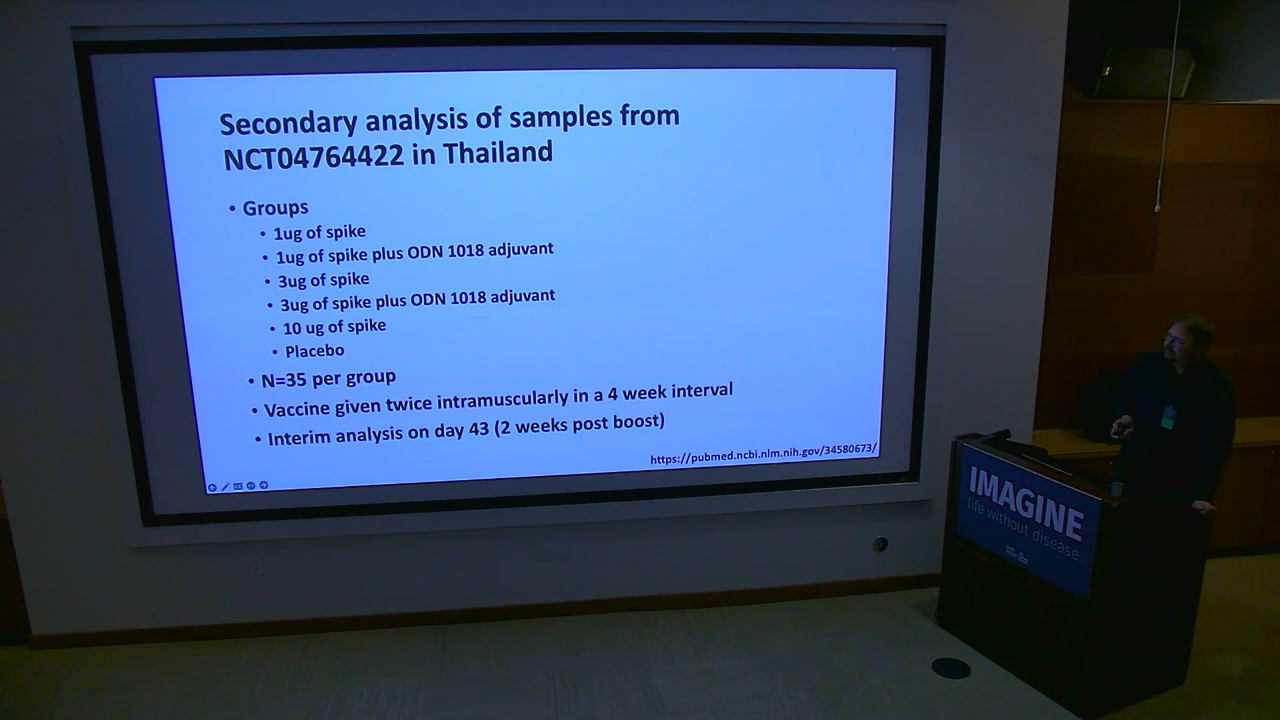 Secondary analysis of samples from
NCT04764422 in Thailand
• Groups
• 1ug of spike
• 1ug of spike plus ODN 1018 adjuvant
• 3ug of spike
• 3ug of spike plus ODN 1018 adjuvant
• 10 ug of spike
• Placebo
• N=35 per group
• Vaccine given twice intramuscularly in a 4 week interval
• Interim analysis on day 43 (2 weeks post boost)
https://pubmed.ncbi.nlm.nih.gov/34580673/
IMAGINE
life without disease.